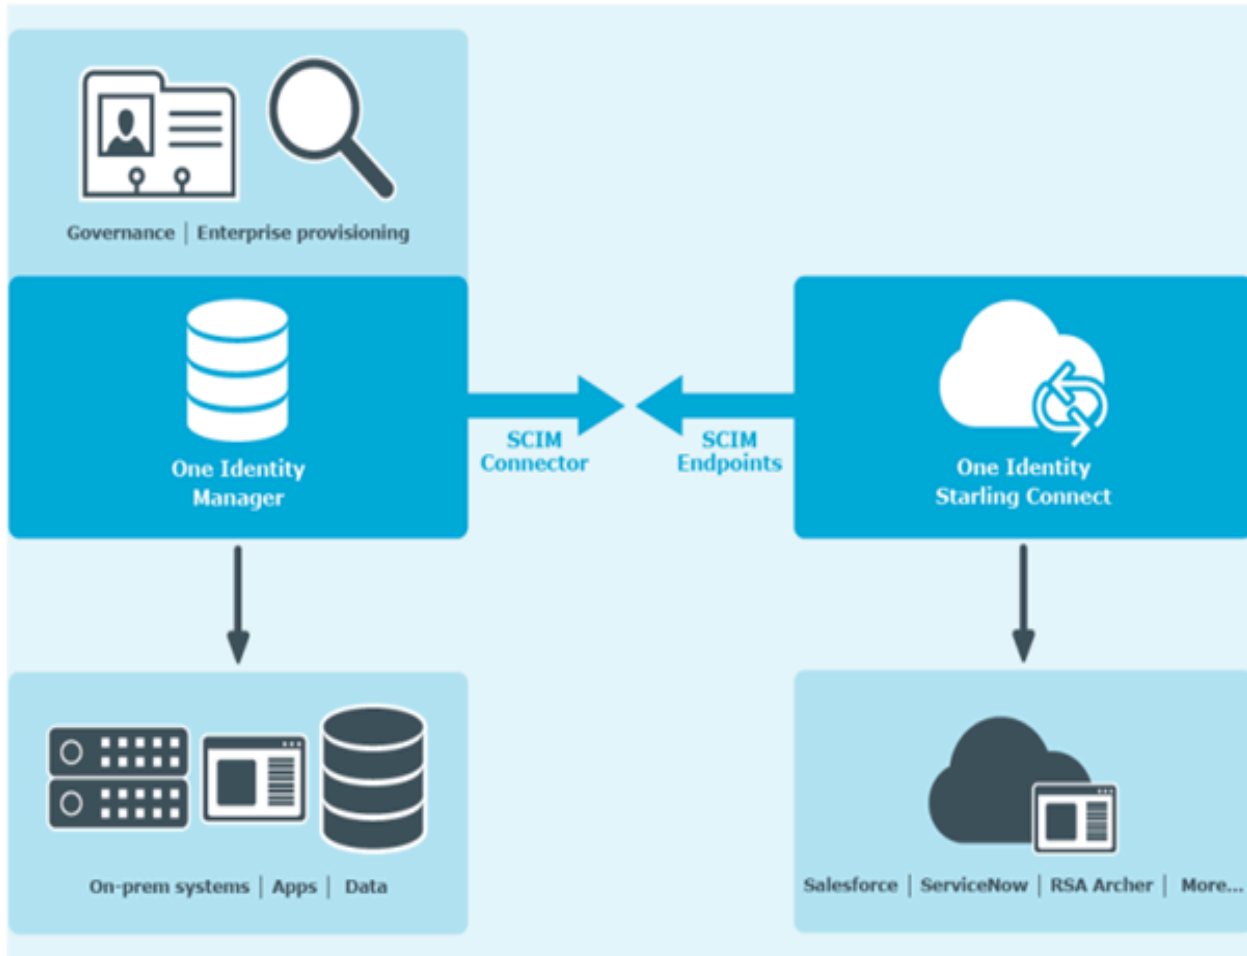 Governance | Enterprise provisioning
One Identity
Manager
SCIM
Connector
SCIM
Endpoints
One Identity
Starling Connect
On-prem systems | Apps | Data
Salesforce | ServiceNow | RSA Archer | More...